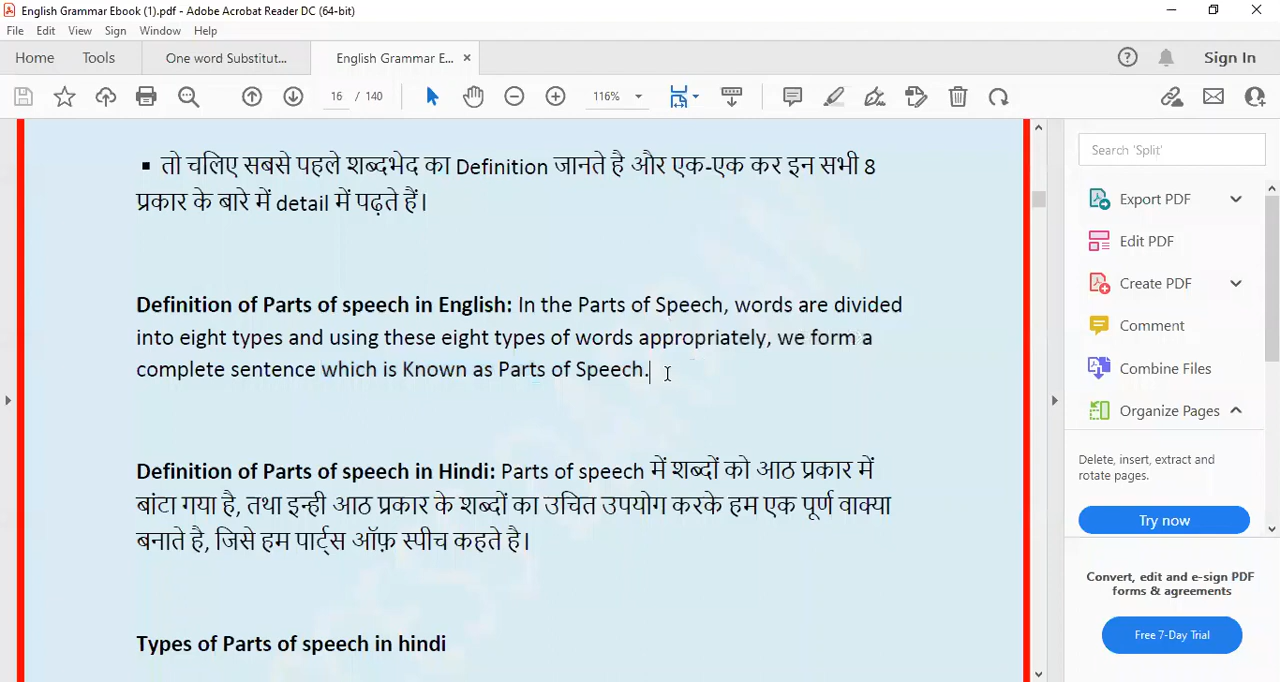 English Grammar Ebook (1).pdf - Adobe Acrobat Reader DC (64-bit)
File Edit View Sign Window Help
Home Tools One word Substitut... English Grammar E... × Sign In
16 / 140 116%
▪ तो चलिए सबसे पहले शब्दभेद का Definition जानते है और एक-एक कर इन सभी 8
प्रकार के बारे में detail में पढ़ते हैं।
Definition of Parts of speech in English: In the Parts of Speech, words are divided
into eight types and using these eight types of words appropriately, we form a
complete sentence which is Known as Parts of Speech.
Definition of Parts of speech in Hindi: Parts of speech में शब्दों को आठ प्रकार में
बांटा गया है, तथा इन्ही आठ प्रकार के शब्दों का उचित उपयोग करके हम एक पूर्ण वाक्या
बनाते है, जिसे हम पार्ट्स ऑफ़ स्पीच कहते है।
Types of Parts of speech in hindi
Search 'Split'
Export PDF
Edit PDF
Create PDF
Comment
Combine Files
Organize Pages
Delete, insert, extract and
rotate pages.
Try now
Convert, edit and e-sign PDF
forms & agreements
Free 7-Day Trial